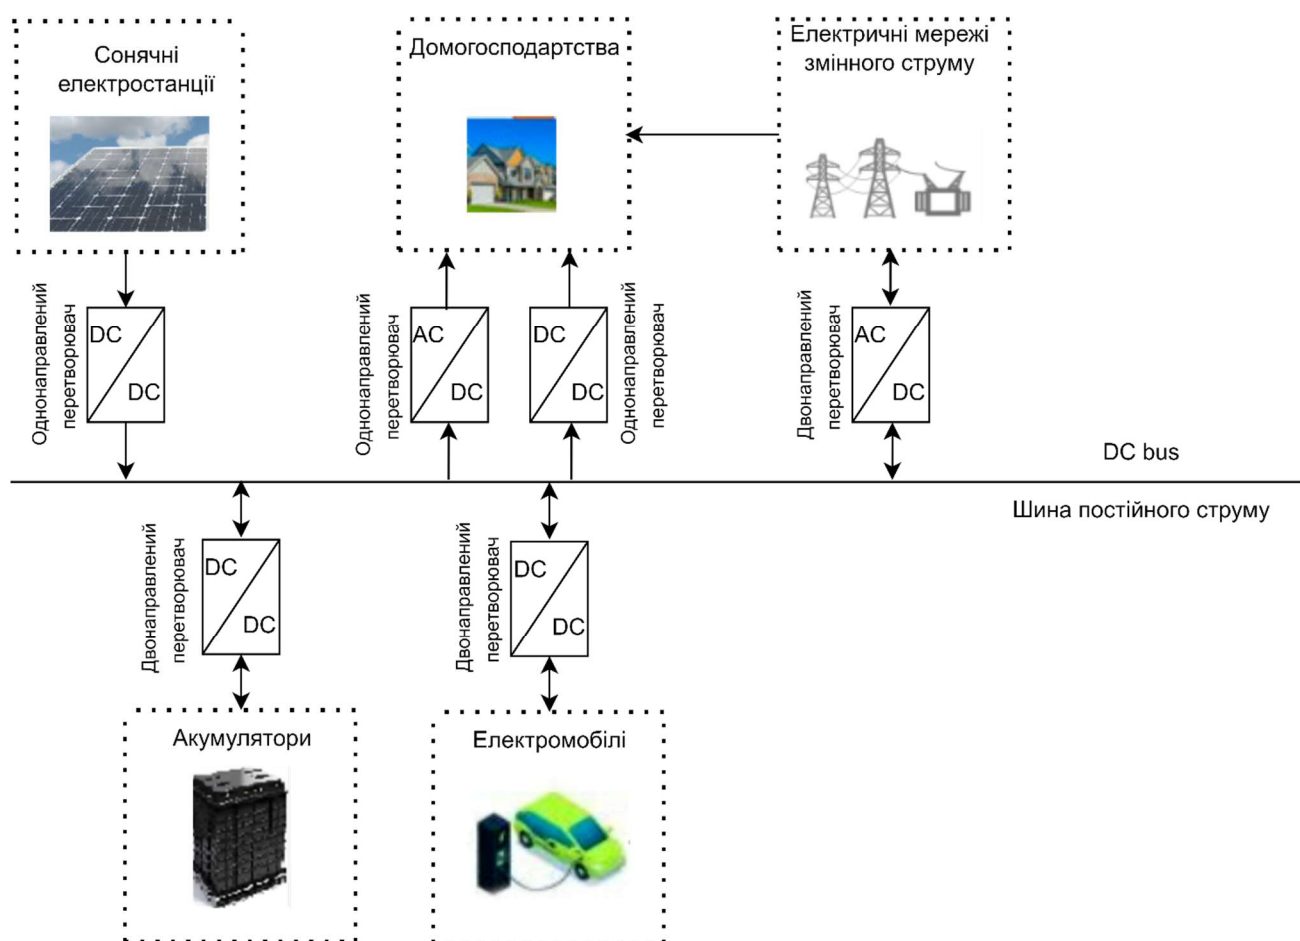 Сонячні
електростанції
Домогосподартства
Електричні мережі
змінного струму
Однонаправлений
перетворювач
DC
DC
Однонаправлений
перетворювач
AC
DC
DC
DC
Однонаправлений
перетворювач
Двонаправлений
перетворювач
AC
DC
DC bus
Шина постійного струму
Двонаправлений
перетворювач
DC
DC
Двонаправлений
перетворювач
DC
DC
Акумулятори
Електромобілі